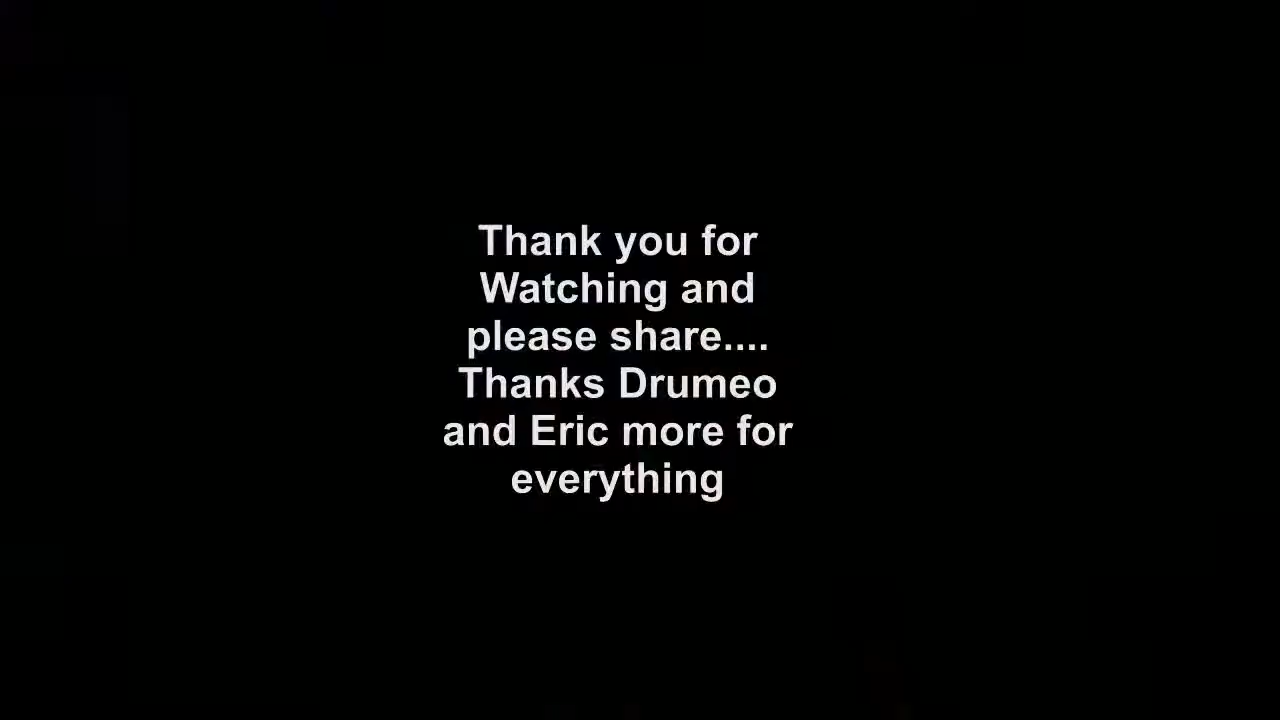 Thank you for
Watching and
please share....
Thanks Drumeo
and Eric more for
everything